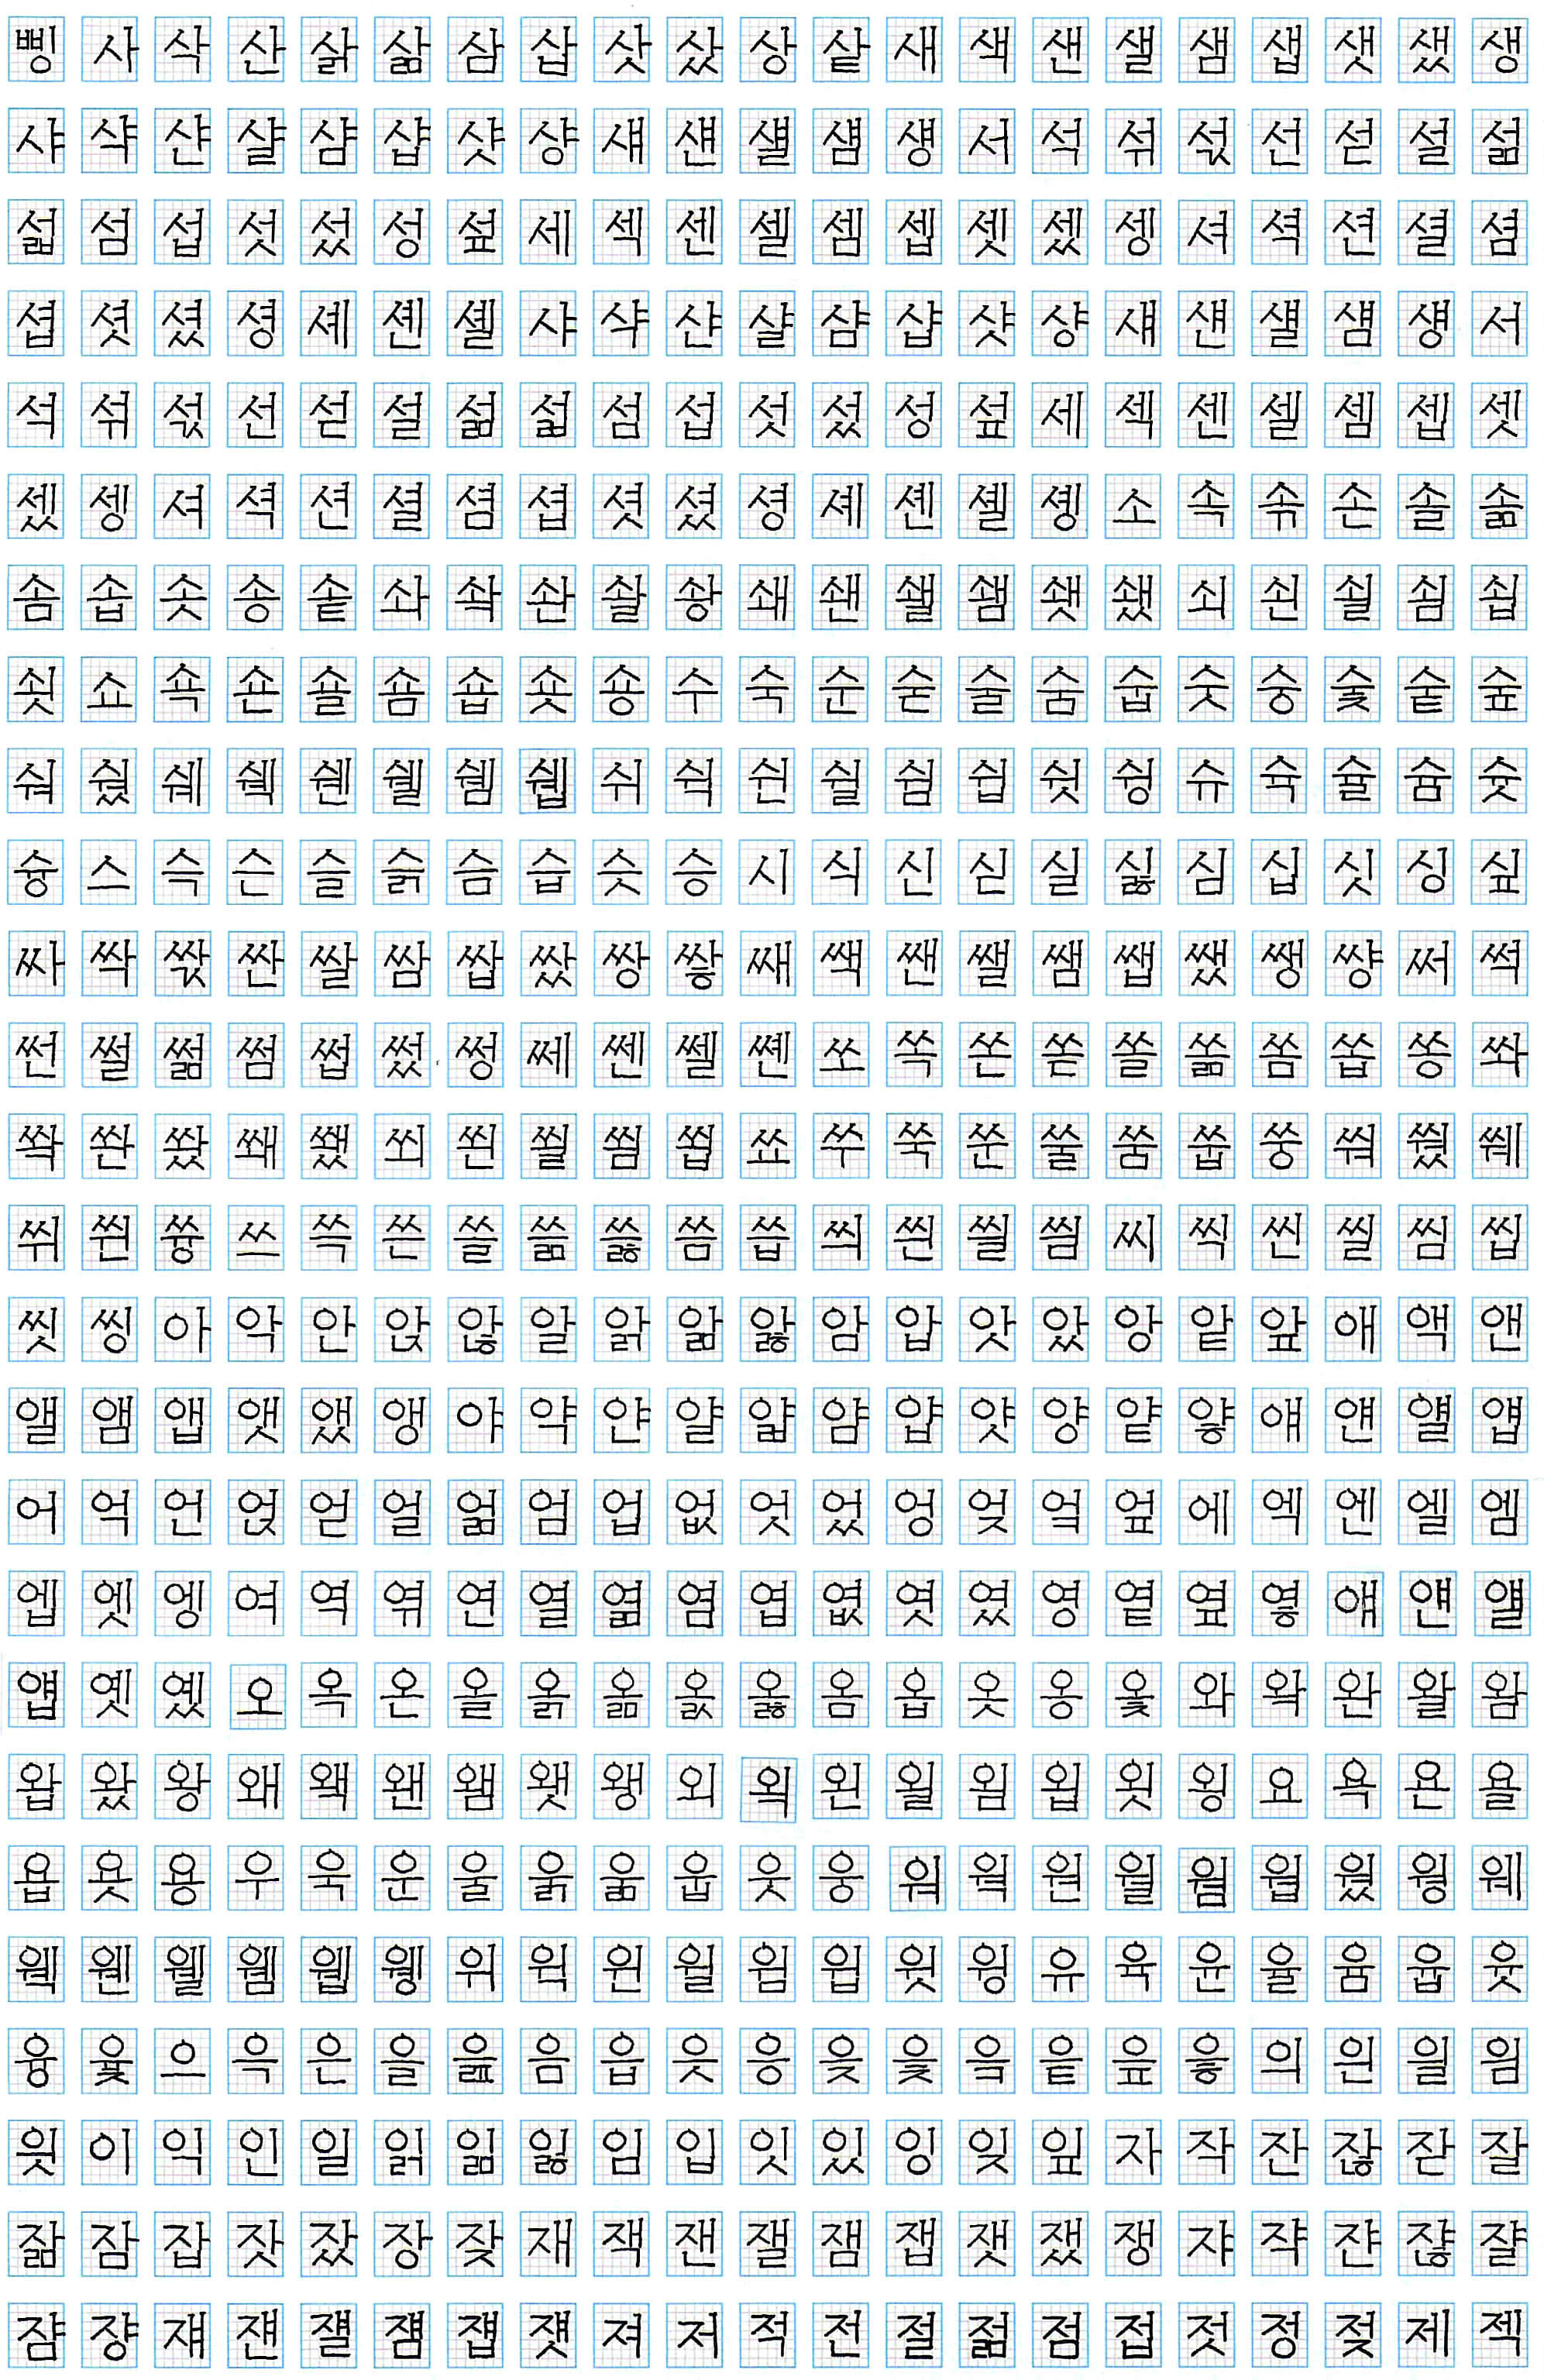 삥 사 삭 산 삵 삶 삼 삽 삿 샀 상 샅 새 색 샌 샐 샘 샙 샛 샜 생
샤 샥 샨 샬 샴 샵 샷 샹 섀 섄 섈 섐 섕 서 석 섞 섟 선 섣 설 섦
섧 섬 섭 섯 섰 성 섶 세 섹 센 셀 셈 셉 셋 셌 셍 셔 셕 션 셜 셤
셥 셧 셨 셩 셰 셴 셸 샤 샥 샨 샬 샴 샵 샷 샹 섀 섄 섈 섐 섕 서
석 섞 섟 선 섣 설 섦 섧 섬 섭 섯 섰 성 섶 세 섹 센 셀 셈 셉 셋
셌 셍 셔 셕 션 셜 셤 셥 셧 셨 셩 셰 셴 셸 솅 소 속 솎 손 솔 솖
솜 솝 솟 송 솥 솨 솩 솬 솰 솽 쇄 쇈 쇌 쇔 쇗 쇘 쇠 쇤 쇨 쇰 쇱
쇳 쇼 쇽 숀 숄 숌 숍 숏 숑 수 숙 순 숟 술 숨 숩 숫 숭 숯 숱 숲
숴 쉈 쉐 쉑 쉔 쉘 쉠 쉡 쉬 쉭 쉰 쉴 쉼 쉽 쉿 슁 슈 슉 슐 슘 슛
슝 스 슥 슨 슬 슭 슴 습 슷 승 시 식 신 싣 실 싫 심 십 싯 싱 싶
싸 싹 싻 싼 쌀 쌈 쌉 쌌 쌍 쌓 쌔 쌕 쌘 쌜 쌤 쌥 쌨 쌩 썅 써 썩
썬 썰 썲 썸 썹 썼 썽 쎄 쎈 쎌 쏀 쏘 쏙 쏜 쏟 쏠 쏢 쏨 쏩 쏭 쏴
쏵 쏸 쐈 쐐 쐤 쐬 쐰 쐴 쐼 쐽 쑈 쑤 쑥 쑨 쑬 쑴 쑵 쑹 쒀 쒔 쒜
쒸 쒼 쓩 쓰 쓱 쓴 쓸 쓺 쓿 씀 씁 씌 씐 씔 씜 씨 씩 씬 씰 씸 씹
씻 씽 아 악 안 앉 않 알 앍 앎 앓 암 압 앗 았 앙 앝 앞 애 액 앤
앨 앰 앱 앳 앴 앵 야 약 얀 얄 얇 얌 얍 얏 양 얕 얗 얘 얜 얠 얩
어 억 언 얹 얻 얼 얾 엄 업 없 엇 었 엉 엊 엌 엎 에 엑 엔 엘 엠
엡 엣 엥 여 역 엮 연 열 엶 염 엽 엾 엿 였 영 옅 옆 옇 얘 얜 얠
얩 옛 옜 오 옥 온 올 옭 옮 옰 옳 옴 옵 옷 옹 옻 와 왁 완 왈 왐
왑 왔 왕 왜 왝 왠 왬 왯 왱 외 왹 왼 욀 욈 욉 욋 욍 요 욕 욘 욜
욥 욧 용 우 욱 운 울 욹 욺 웁 웃 웅 워 웍 원 월 웜 웝 웠 웡 웨
웩 웬 웰 웸 웹 웽 위 윅 윈 윌 윔 윕 윗 윙 유 육 윤 율 윰 윱 윳
융 윷 으 윽 은 을 읊 음 읍 읏 응 읒 읓 읔 읕 읖 읗 의 읜 읠 읨
읫 이 익 인 일 읽 읾 잃 임 입 잇 있 잉 잊 잎 자 작 잔 잖 잗 잘
잚 잠 잡 잣 잤 장 잦 재 잭 잰 잴 잼 잽 잿 쟀 쟁 쟈 쟉 쟌 쟎 쟐
쟘 쟝 쟤 쟨 쟬 쟴 쟵 쟷 져 저 적 전 절 젊 점 접 젓 정 젖 제 젝